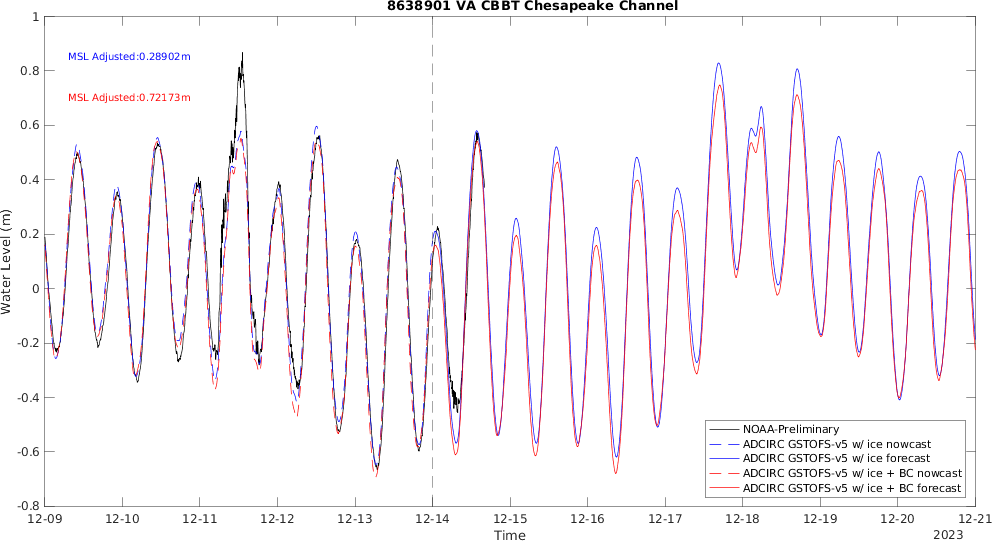 8638901 VA CBBT Chesapeake Channel
MSL Adjusted:0.28902m
MSL Adjusted:0.72173m
1
0.8
0.6
0.4
0.2
0
-0.2
-0.4
-0.6
-0.8
Water Level (m)
NOAA-Preliminary
ADCIRC GSTOFS-v5 w/ ice nowcast
ADCIRC GSTOFS-v5 w/ ice forecast
ADCIRC GSTOFS-v5 w/ ice + BC nowcast
ADCIRC GSTOFS-v5 w/ ice + BC forecast
12-09 12-10 12-11 12-12 12-13 12-14 12-15 12-16 12-17 12-18 12-19 12-20 12-21
Time
2023